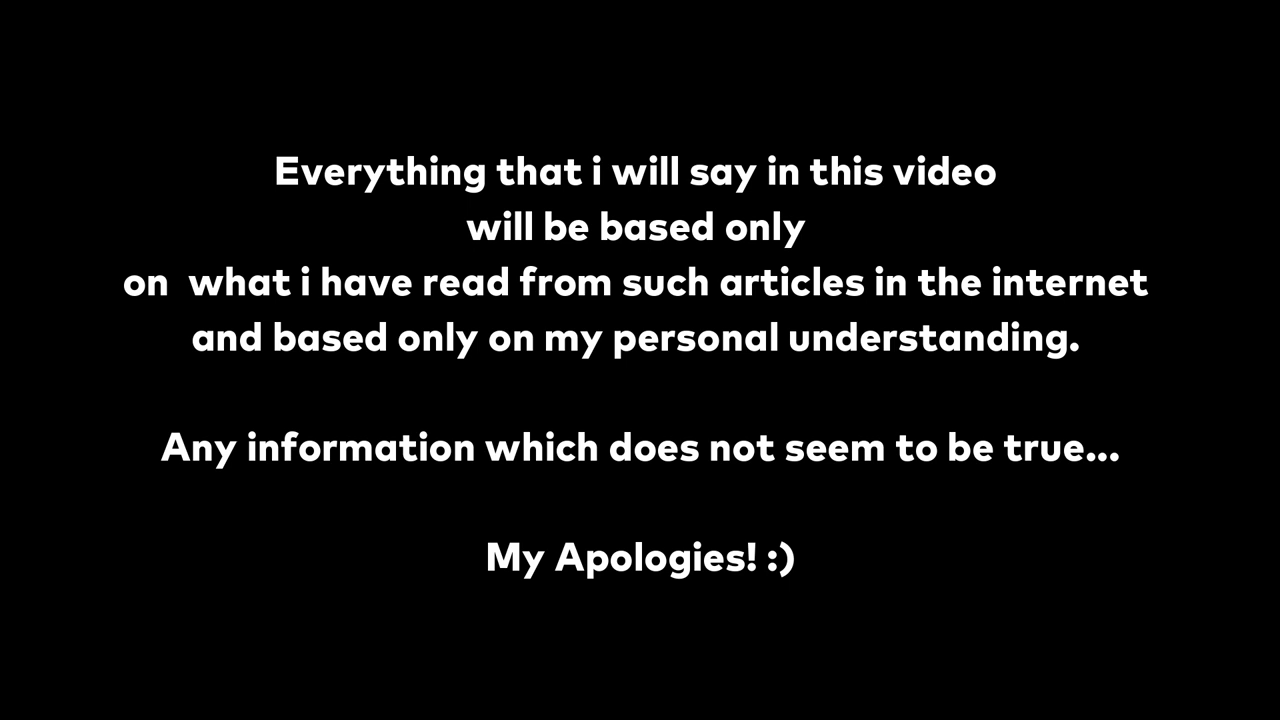 Everything that i will say in this video
will be based only
on  what i have read from such articles in the internet
and based only on my personal understanding.
Any information which does not seem to be true...
My Apologies! :)